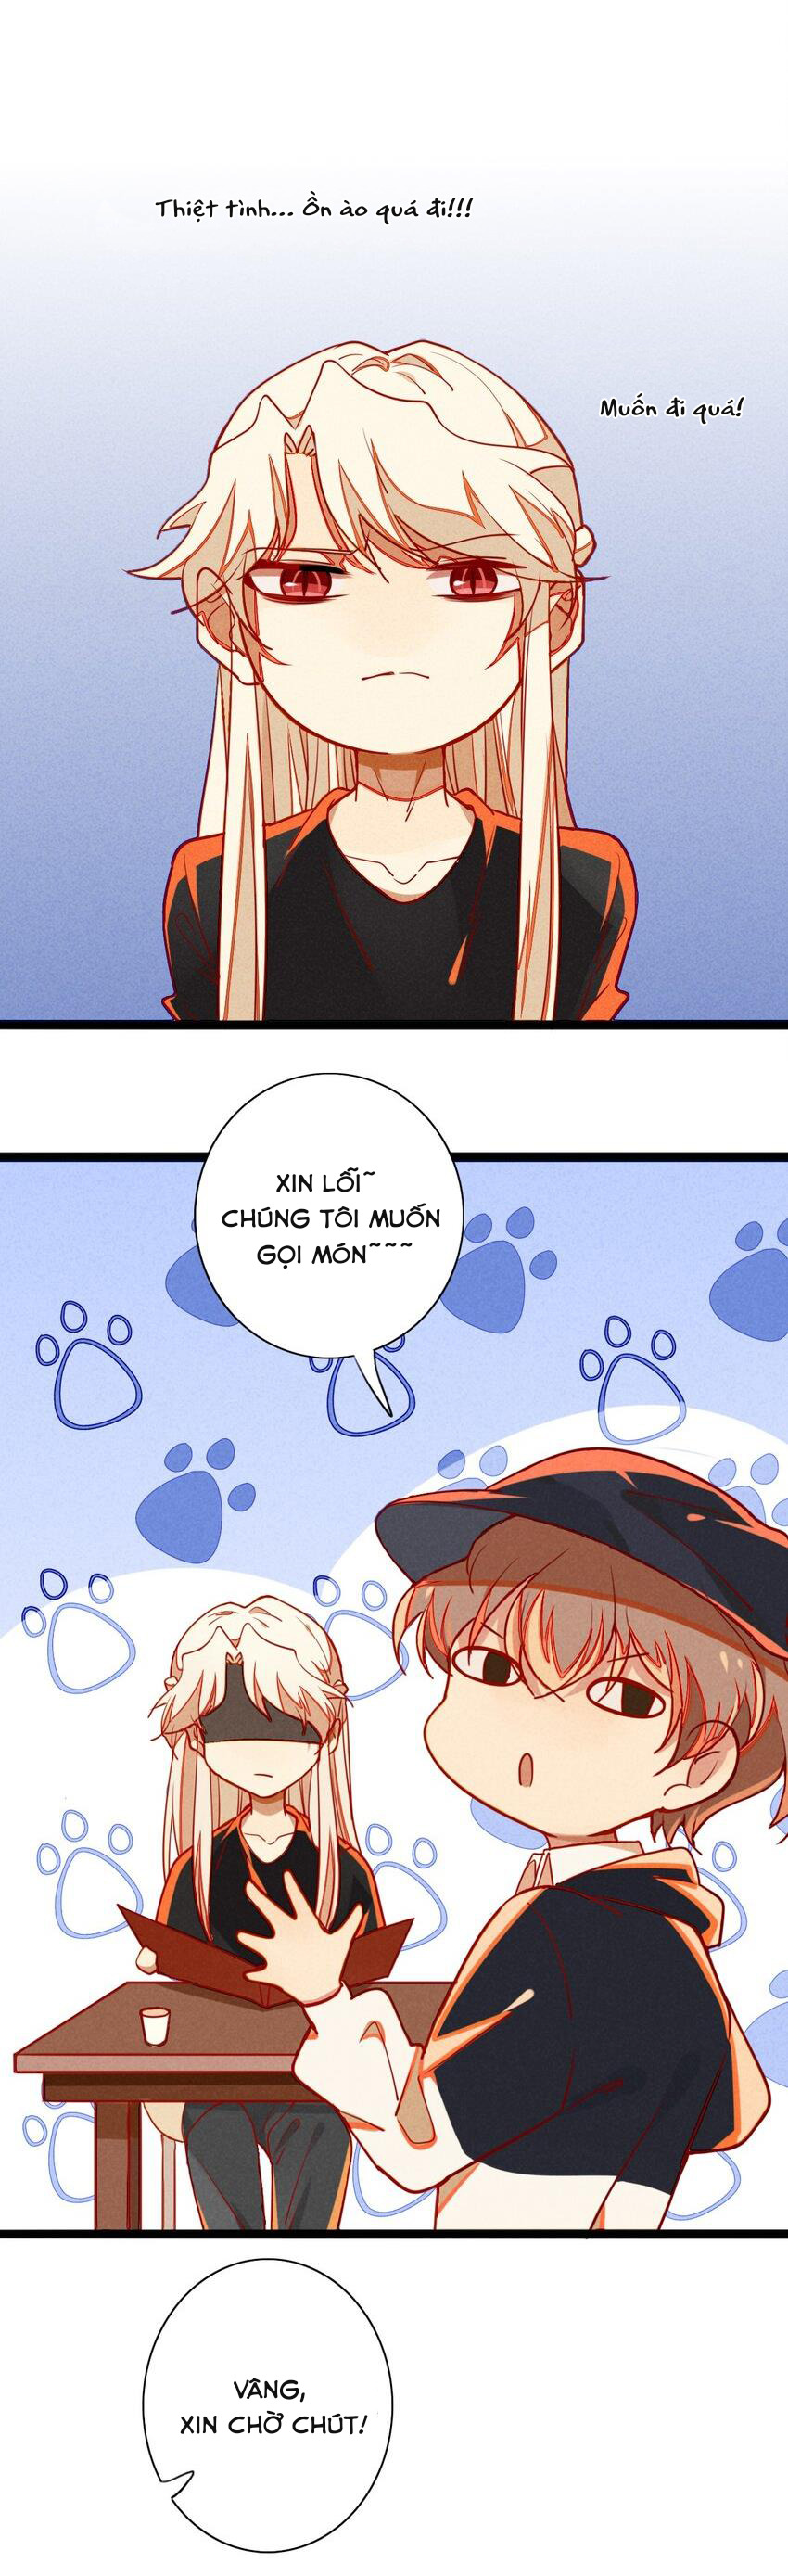 Thiệt tình... Ồn ào quá đi!!!
Muốn đi quá!
XIN LỖI~
CHÚNG TÔI MUỐN
GỌI MÓN~~~
VÂNG,
XIN CHỜ CHÚT!